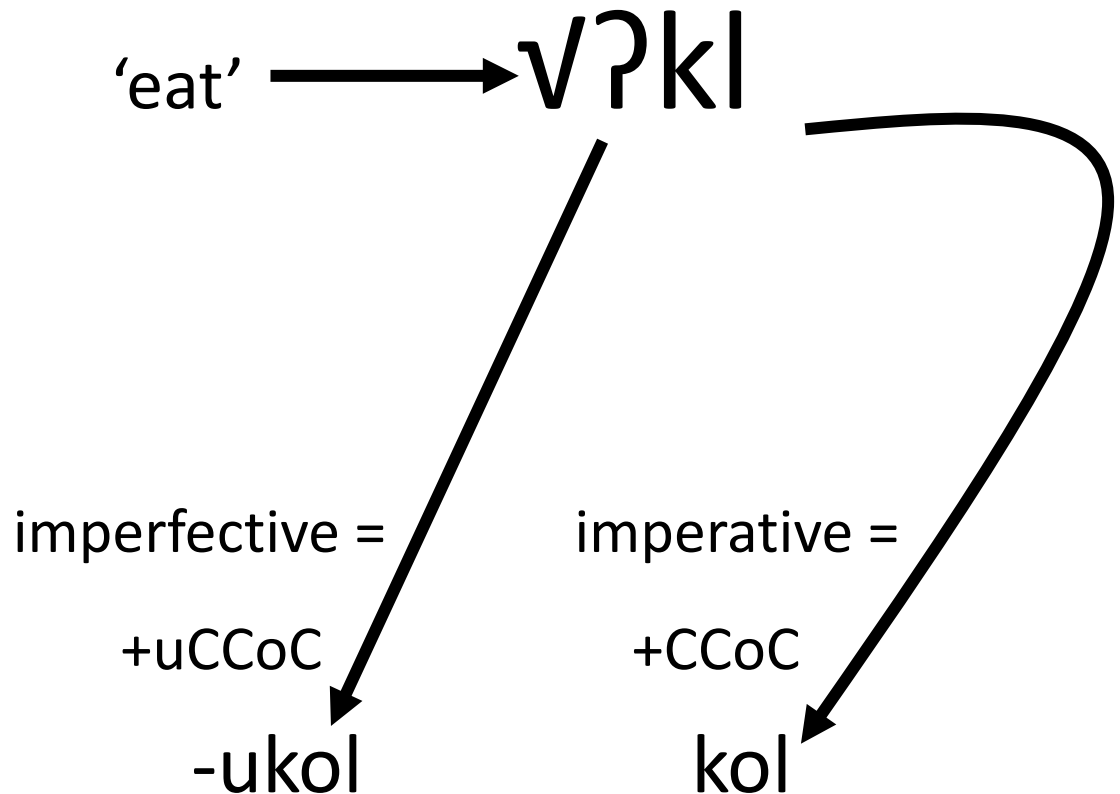 ‘eat’ √ʔkl
imperfective = imperative =
+uCCoC +CCoC
-ukol kol